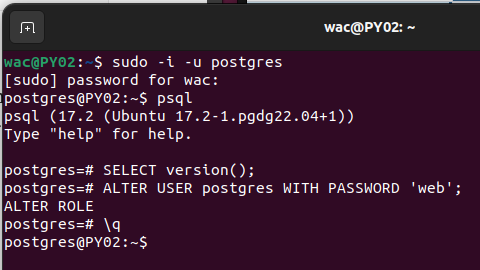 wac@PY02: ~
wac@PY02:~$ sudo -i -u postgres
[sudo] password for wac:
postgres@PY02:~$ psql
psql (17.2 (Ubuntu 17.2-1.pgdg22.04+1))
Type "help" for help.
postgres=# SELECT version();
postgres=# ALTER USER postgres WITH PASSWORD 'web';
ALTER ROLE
postgres=# \q
postgres@PY02:~$